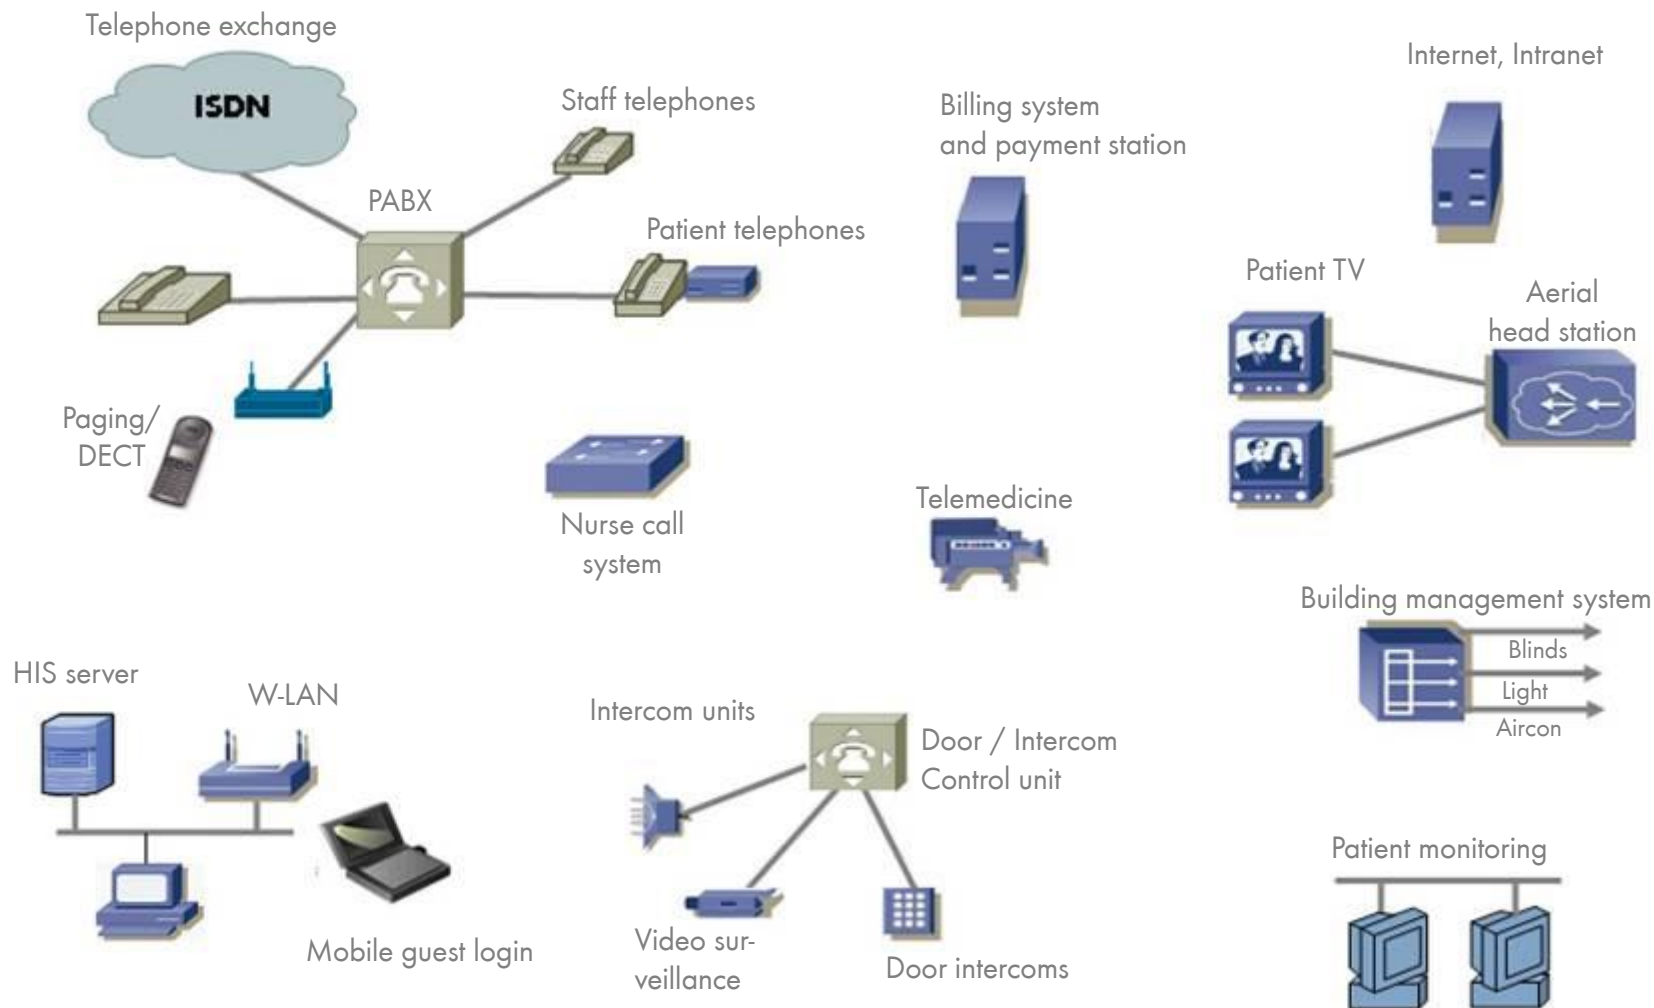 Telephone exchange
ISDN
Staff telephones
PABX
Patient telephones
Paging/
DECT
Nurse call
system
Billing system
and payment station
Internet, Intranet
Patient TV
Aerial
head station
Telemedicine
Building management system
Blinds
Light
Aircon
HIS server
W-LAN
Mobile guest login
Intercom units
Door / Intercom
Control unit
Video sur-
veillance
Door intercoms
Patient monitoring